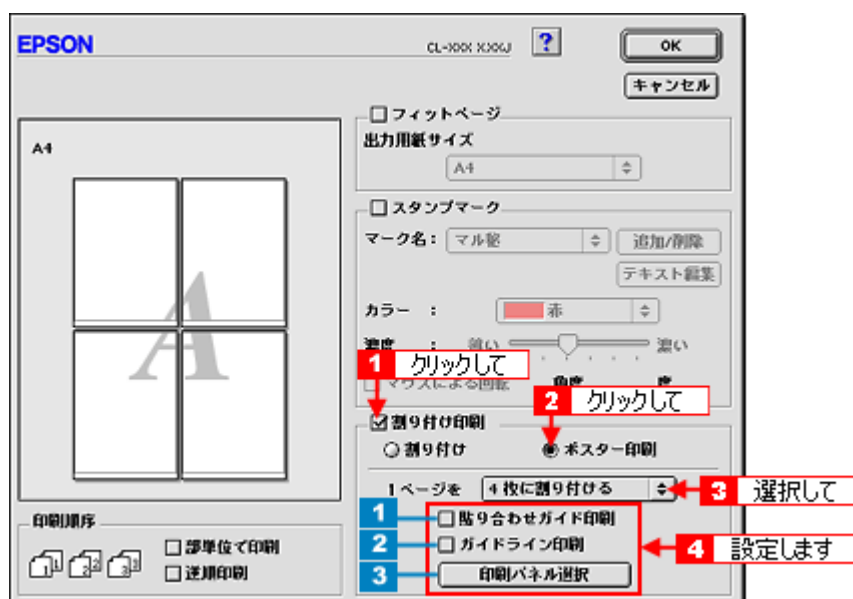 EPSON
CL-XXX XXXJ
?
OK
キャンセル
A4
A
フィットページ
出力用紙サイズ
A4
スタンプマーク
マーク名： マル秘
追加/削除
テキスト編集
カラー ： 赤
濃度 ： 薄い 濃い
マウスによる回転 角度 度
1 クリックして
2 クリックして
割り付け印刷
割り付け ポスター印刷
1ページを 4枚に割り付ける
3 選択して
1 貼り合わせガイド印刷
2 ガイドライン印刷
4 設定します
3 印刷パネル選択
印刷順序
部単位で印刷
逆順印刷
1 1 2 2 3 3